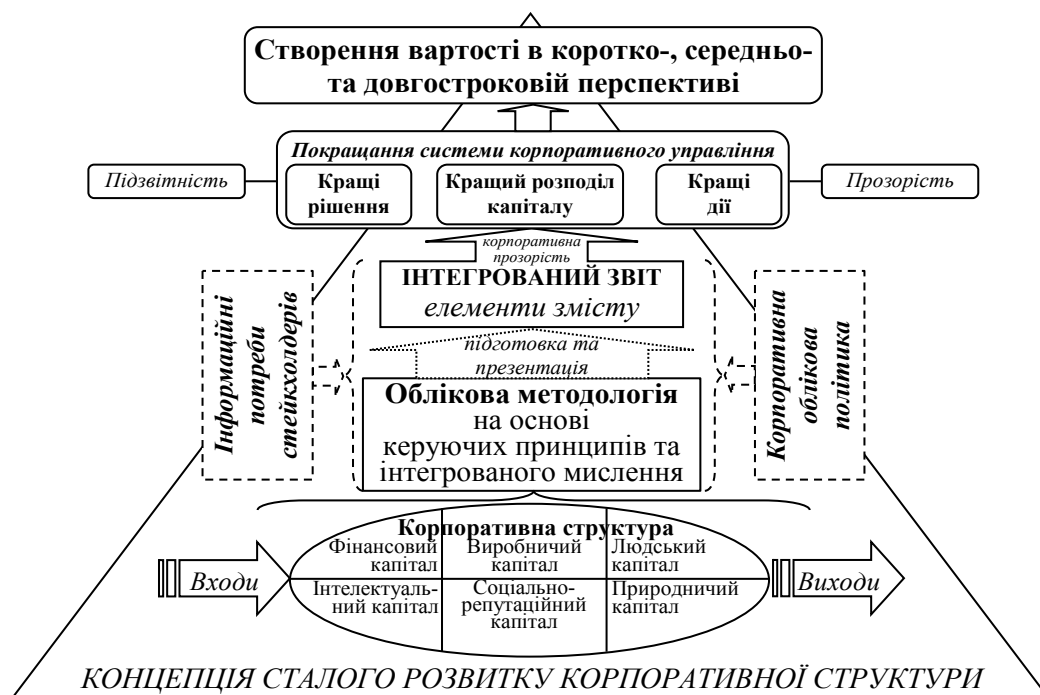 Створення вартості в коротко-, середньо-
та довгостроковій перспективі
Покращання системи корпоративного управління
Підзвітність
Кращі
рішення
Кращий розподіл
капіталу
Кращі
дії
Прозорість
корпоративна
прозорість
ІНТЕГРОВАНИЙ ЗВІТ
елементи змісту
Інформаційні
потреби
стейкхолдерів
підготовка та
презентація
Корпоративна
облікова
політика
Облікова методологія
на основі
керуючих принципів та
інтегрованого мислення
Корпоративна структура
Фінансовий
капітал
Виробничий
капітал
Людський
капітал
Входи
Виходи
Інтелектуаль-
ний капітал
Соціально-
репутаційний
капітал
Природничий
капітал
КОНЦЕПЦІЯ СТАЛОГО РОЗВИТКУ КОРПОРАТИВНОЇ СТРУКТУРИ